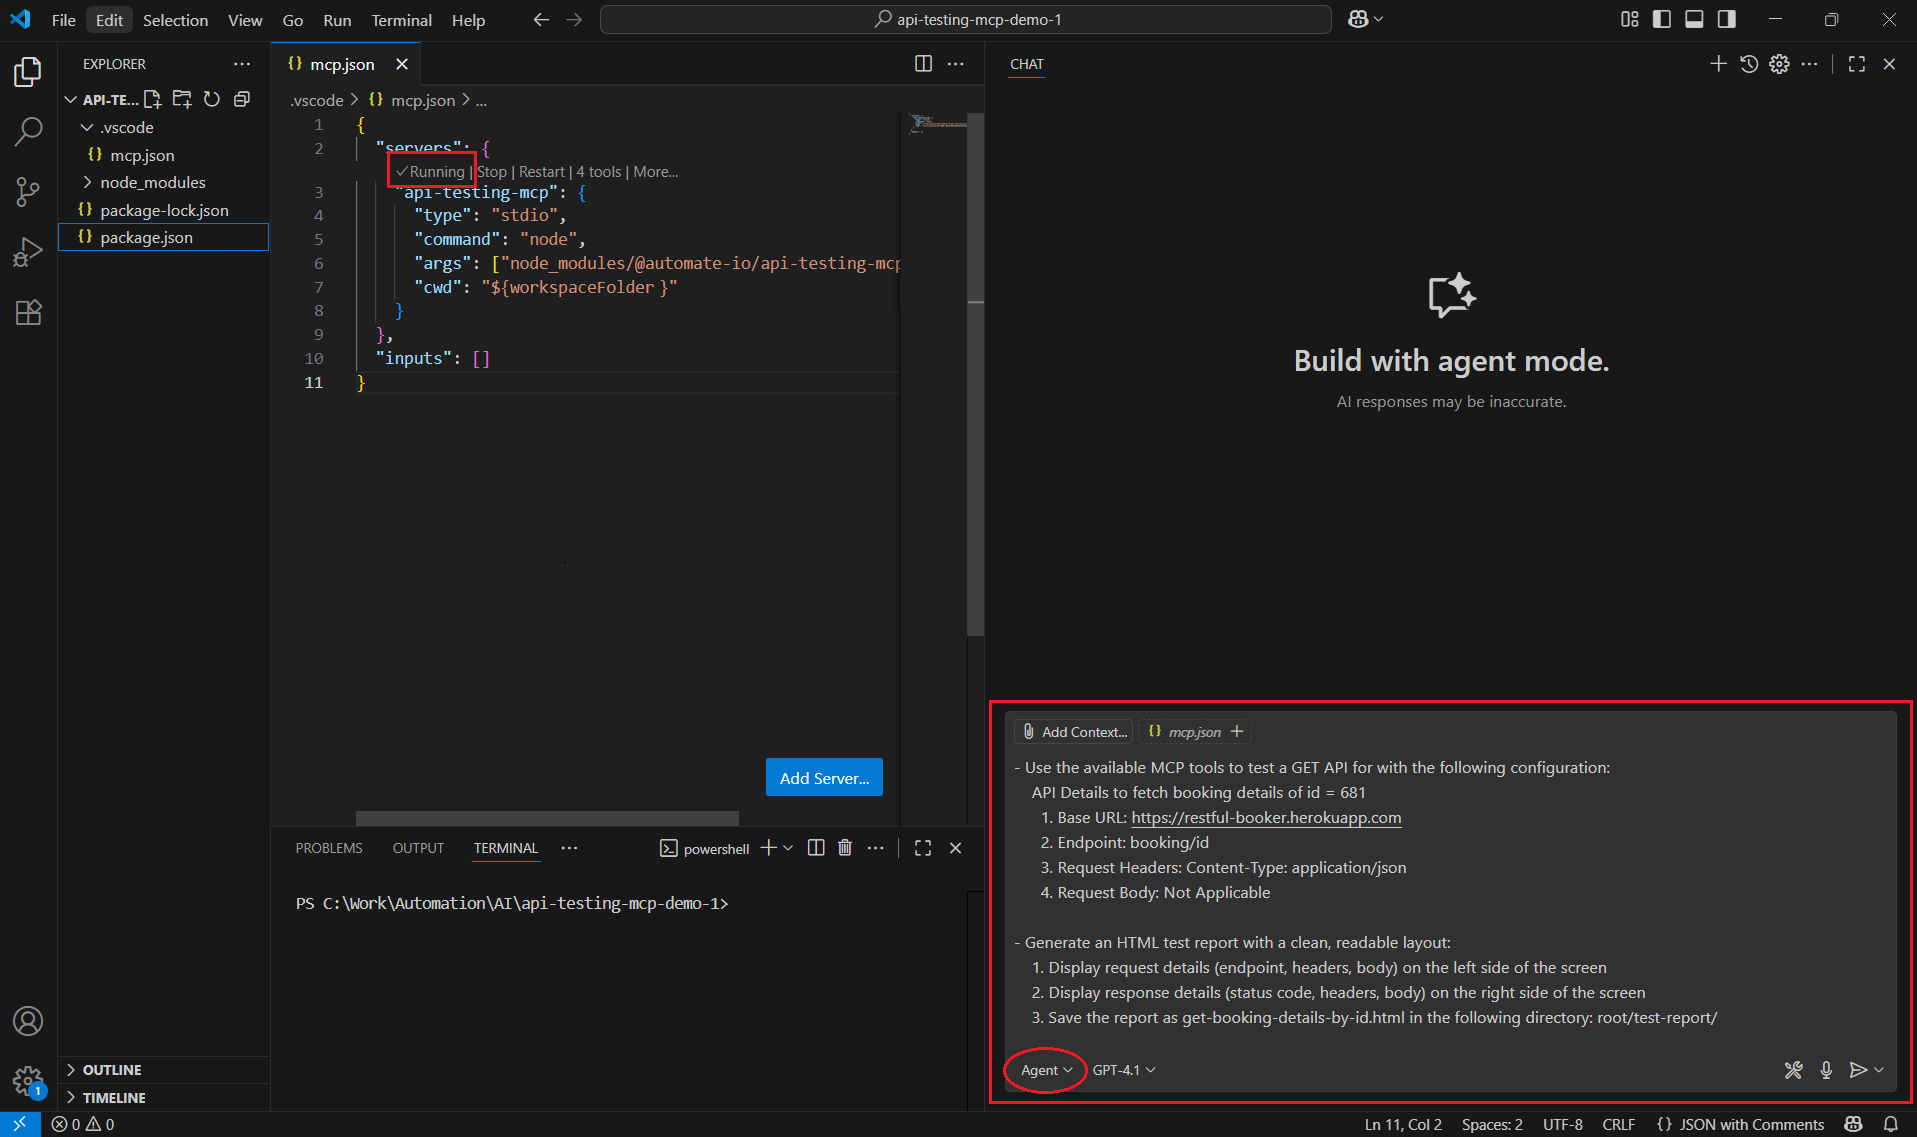 File Edit Selection View Go Run Terminal Help
api-testing-mcp-demo-1
EXPLORER
API-TE...
.vscode
{} mcp.json
node_modules
{} package-lock.json
{} package.json
OUTLINE
TIMELINE
1
{} mcp.json
.vscode > {} mcp.json > ...
1 {
2 "servers": {
✓Running | Stop | Restart | 4 tools | More...
3 "api-testing-mcp": {
4 "type": "stdio",
5 "command": "node",
6 "args": ["node_modules/@automate-io/api-testing-mcp
7 "cwd": "${workspaceFolder}"
8 }
9 },
10 "inputs": []
11 }
Add Server...
PROBLEMS OUTPUT TERMINAL
powershell
PS C:\Work\Automation\AI\api-testing-mcp-demo-1>
CHAT
Build with agent mode.
AI responses may be inaccurate.
Add Context... {} mcp.json
- Use the available MCP tools to test a GET API for with the following configuration:
API Details to fetch booking details of id = 681
1. Base URL: https://restful-booker.herokuapp.com
2. Endpoint: booking/id
3. Request Headers: Content-Type: application/json
4. Request Body: Not Applicable
- Generate an HTML test report with a clean, readable layout:
1. Display request details (endpoint, headers, body) on the left side of the screen
2. Display response details (status code, headers, body) on the right side of the screen
3. Save the report as get-booking-details-by-id.html in the following directory: root/test-report/
Agent GPT-4.1
0 0
Ln 11, Col 2 Spaces: 2 UTF-8 CRLF {} JSON with Comments